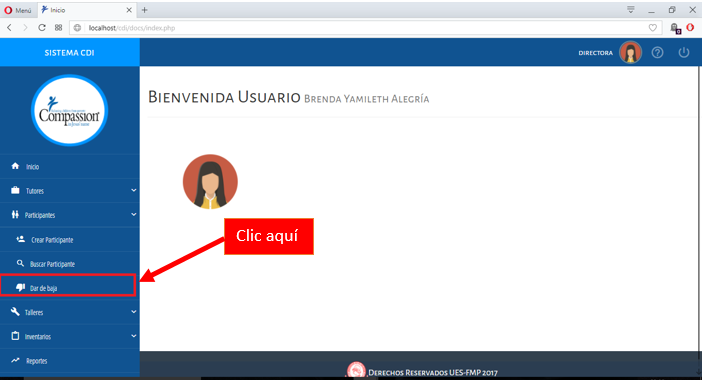 Menú
Inicio
localhost/cdi/docs/index.php
0
SISTEMA CDI
DIRECTORA
Compassion
Bienvenida Usuario Brenda Yamileth Alegría
Inicio
Tutores
Participantes
Crear Participante
Clic aquí
Buscar Participante
Dar de baja
Talleres
Inventarios
Reportes
Derechos Reservados UES-FMP 2017